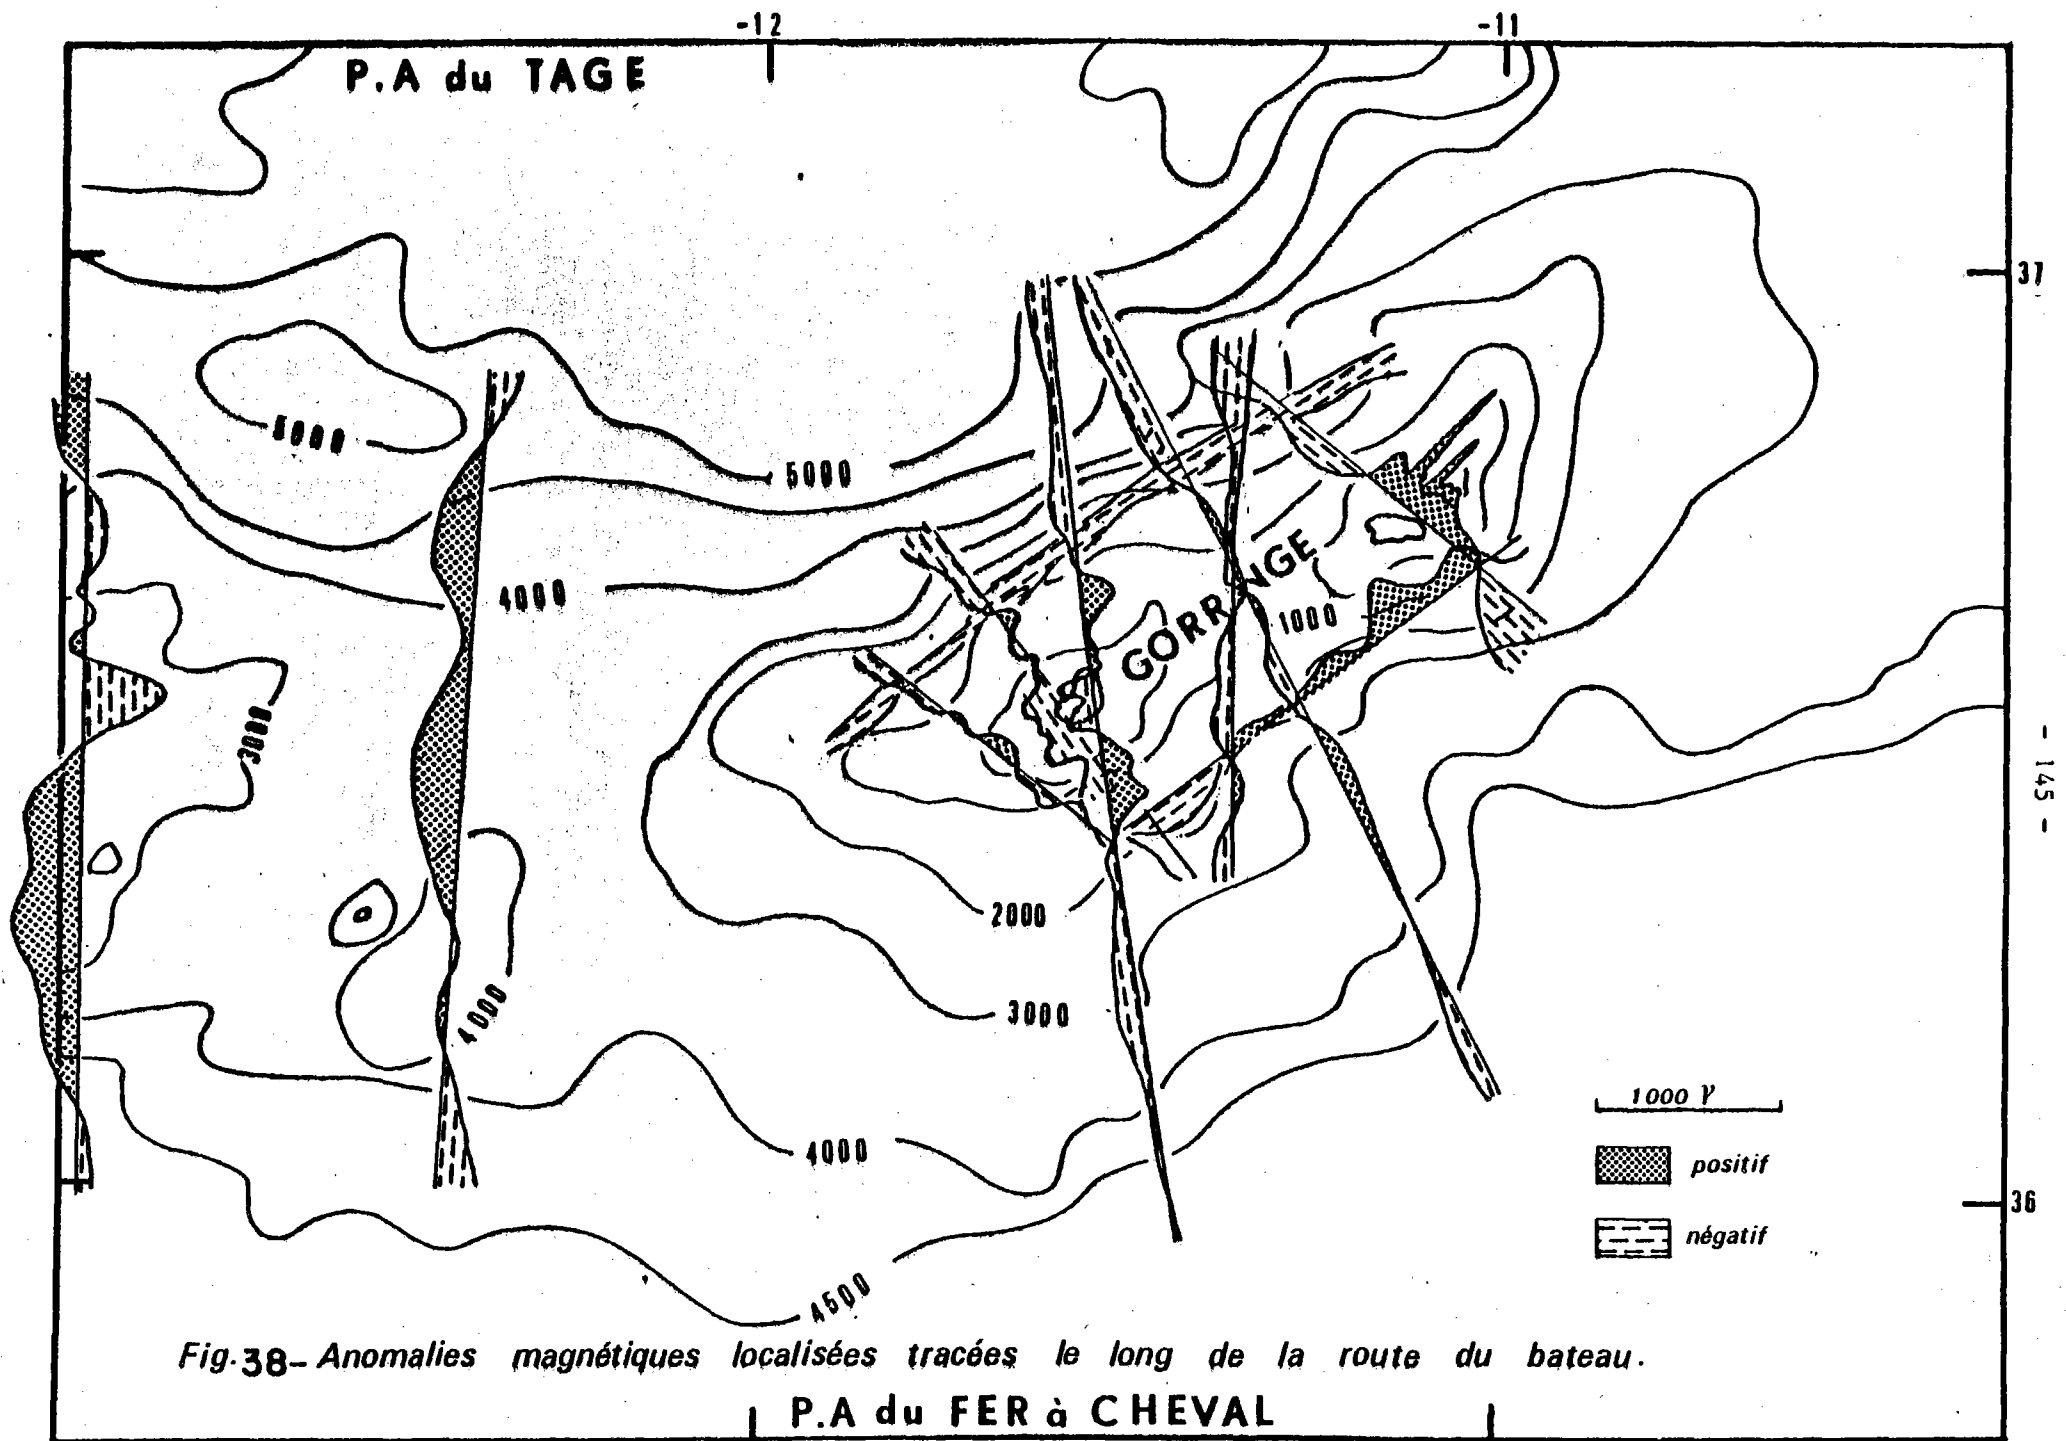 -12
-11
P.A du TAGE
37
5000
5000
4000
GORRINGE
1000
3000
2000
3000
4000
4000
4500
1000 γ
positif
négatif
36
- 145 -
Fig. 38- Anomalies magnétiques localisées tracées le long de la route du bateau.
P.A du FER à CHEVAL